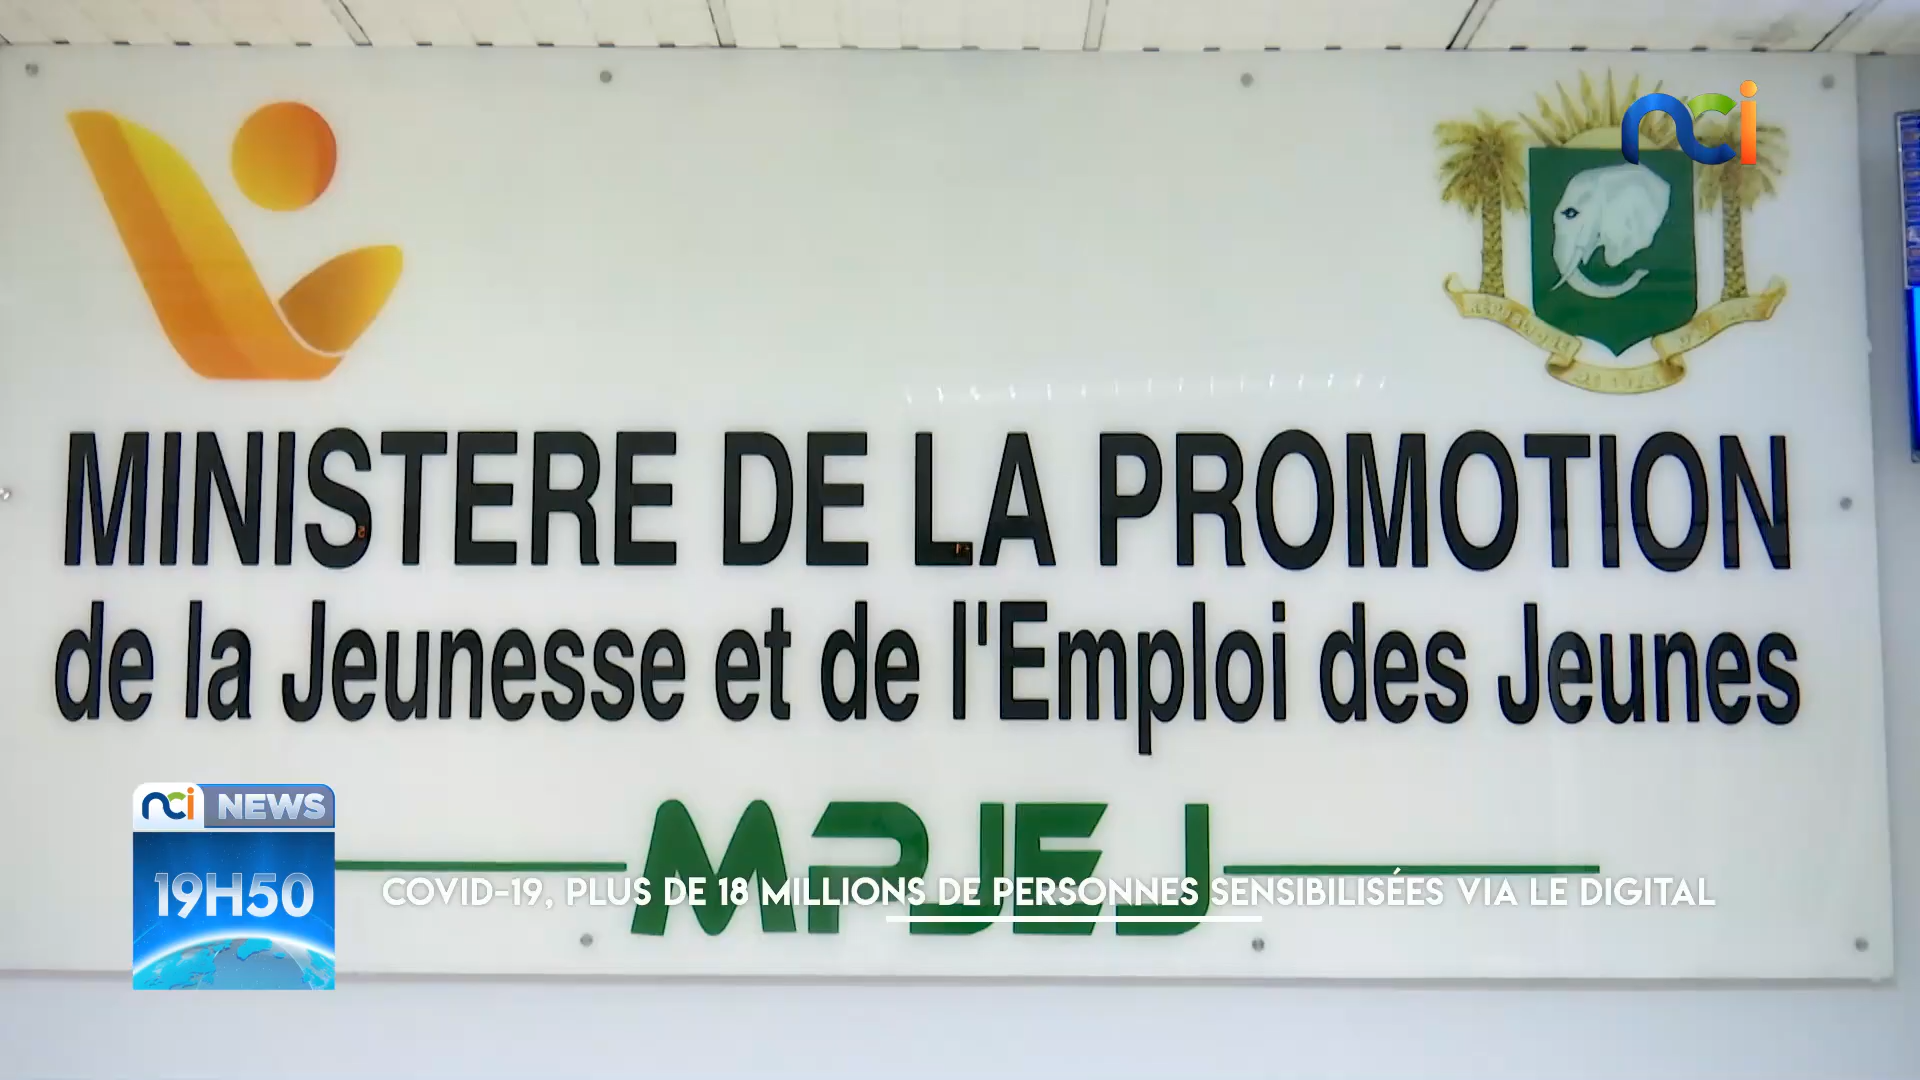 nci
MINISTERE DE LA PROMOTION
de la Jeunesse et de l'Emploi des Jeunes
MPJEJ
nci NEWS
19H50
COVID-19, PLUS DE 18 MILLIONS DE PERSONNES SENSIBILISÉES VIA LE DIGITAL